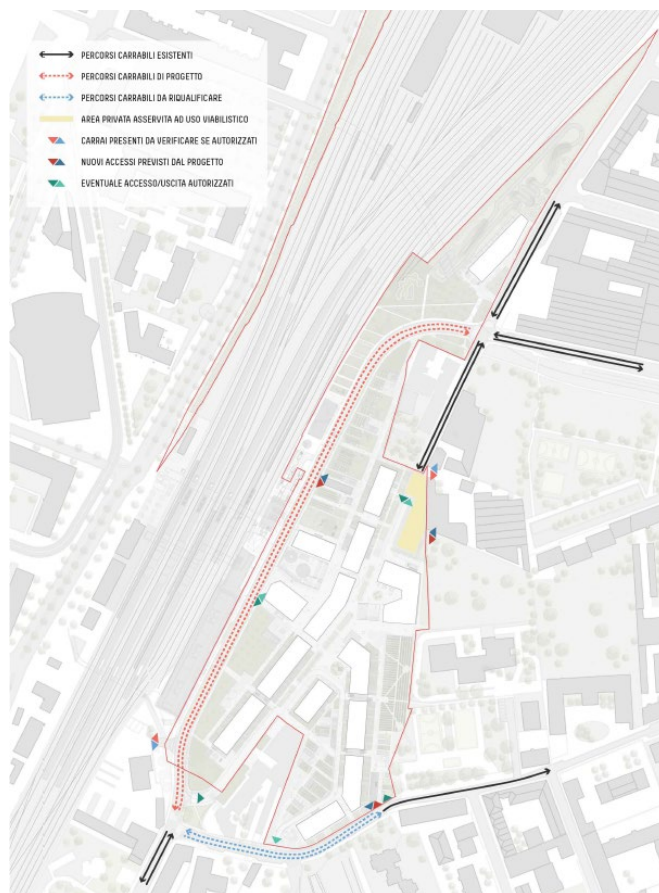 PERCORSI CARRABILI ESISTENTI
PERCORSI CARRABILI DI PROGETTO
PERCORSI CARRABILI DA RIQUALIFICARE
AREA PRIVATA ASSERVITA AD USO VIABILISTICO
CARRAI PRESENTI DA VERIFICARE SE AUTORIZZATI
NUOVI ACCESSI PREVISTI DAL PROGETTO
EVENTUALE ACCESSO/USCITA AUTORIZZATI